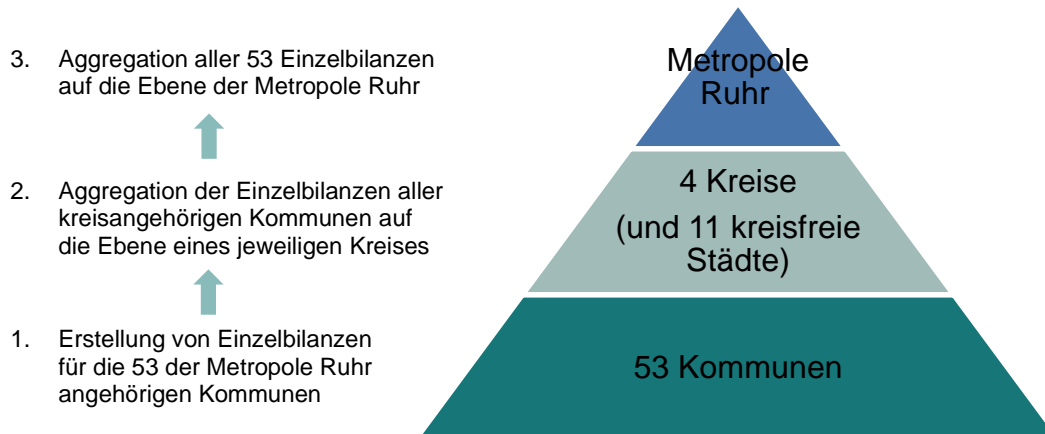 3. Aggregation aller 53 Einzelbilanzen
auf die Ebene der Metropole Ruhr
2. Aggregation der Einzelbilanzen aller
kreisangehörigen Kommunen auf
die Ebene eines jeweiligen Kreises
1. Erstellung von Einzelbilanzen
für die 53 der Metropole Ruhr
angehörigen Kommunen
Metropole
Ruhr
4 Kreise
(und 11 kreisfreie
Städte)
53 Kommunen